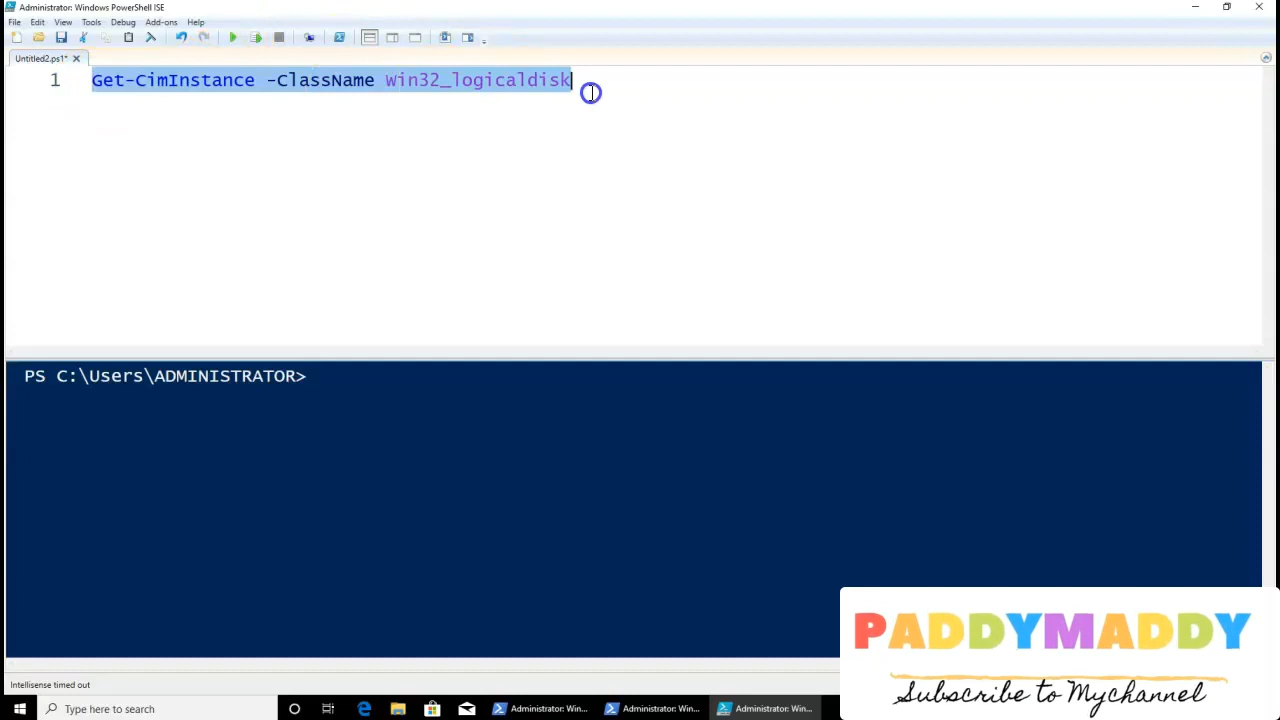 Administrator: Windows PowerShell ISE
File Edit View Tools Debug Add-ons Help
Untitled2.ps1*
1 Get-CimInstance -ClassName Win32_logicaldisk
PS C:\Users\ADMINISTRATOR>
PADDYMADDY
Subscribe to Mychannel
Intellisense timed out
Type here to search
Administrator: Win...
Administrator: Win...
Administrator: Win...